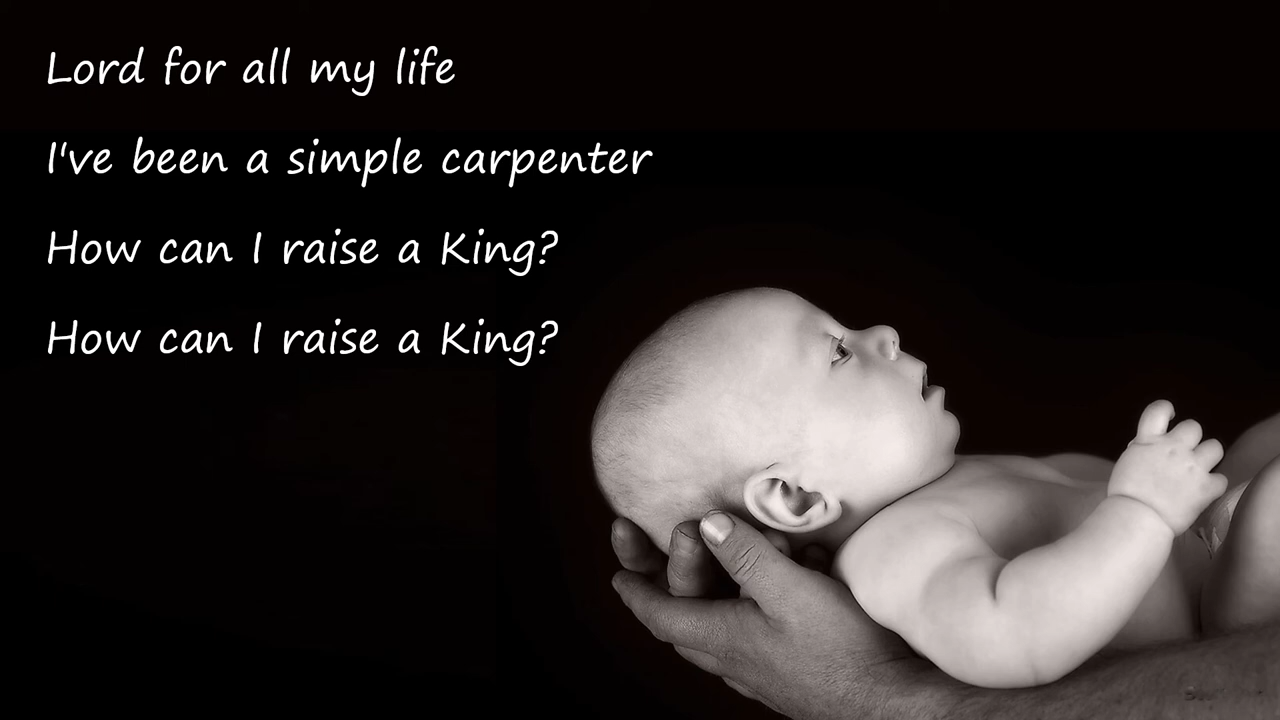 Lord for all my life
I've been a simple carpenter
How can I raise a King?
How can I raise a King?